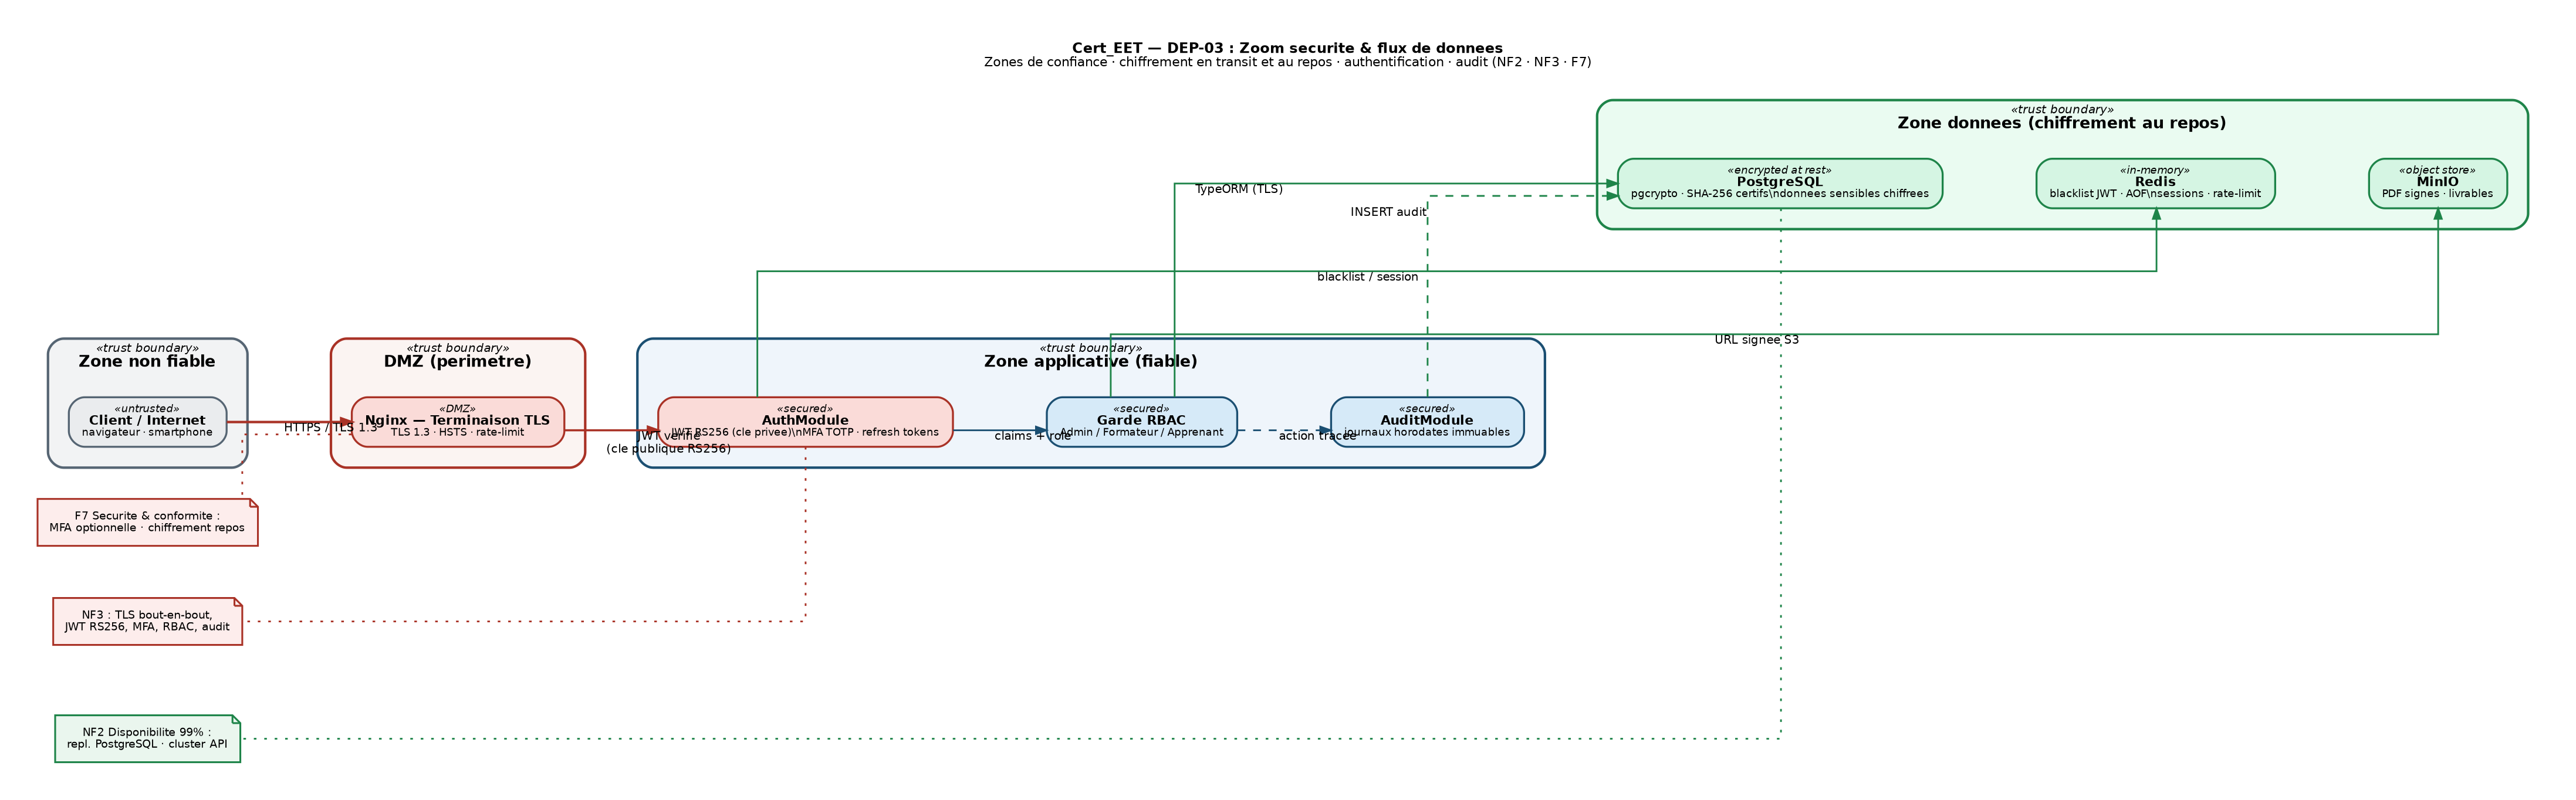 Cert_EET — DEP-03 : Zoom securite & flux de donnees
Zones de confiance · chiffrement en transit et au repos · authentification · audit (NF2 · NF3 · F7)
«trust boundary»
Zone donnees (chiffrement au repos)
«encrypted at rest»
PostgreSQL
pgcrypto · SHA-256 certifs\ndonnees sensibles chiffrees
«in-memory»
Redis
blacklist JWT · AOF\nsessions · rate-limit
«object store»
MinIO
PDF signes · livrables
TypeORM (TLS)
INSERT audit
blacklist / session
URL signee S3
«trust boundary»
Zone non fiable
«untrusted»
Client / Internet
navigateur · smartphone
HTTPS / TLS 1.3
«trust boundary»
DMZ (perimetre)
«DMZ»
Nginx — Terminaison TLS
TLS 1.3 · HSTS · rate-limit
JWT verifie
(cle publique RS256)
«trust boundary»
Zone applicative (fiable)
«secured»
AuthModule
JWT RS256 (cle privee)\nMFA TOTP · refresh tokens
claims + role
«secured»
Garde RBAC
Admin / Formateur / Apprenant
action tracee
«secured»
AuditModule
journaux horodates immuables
F7 Securite & conformite :
MFA optionnelle · chiffrement repos
NF3 : TLS bout-en-bout,
JWT RS256, MFA, RBAC, audit
NF2 Disponibilite 99% :
repl. PostgreSQL · cluster API